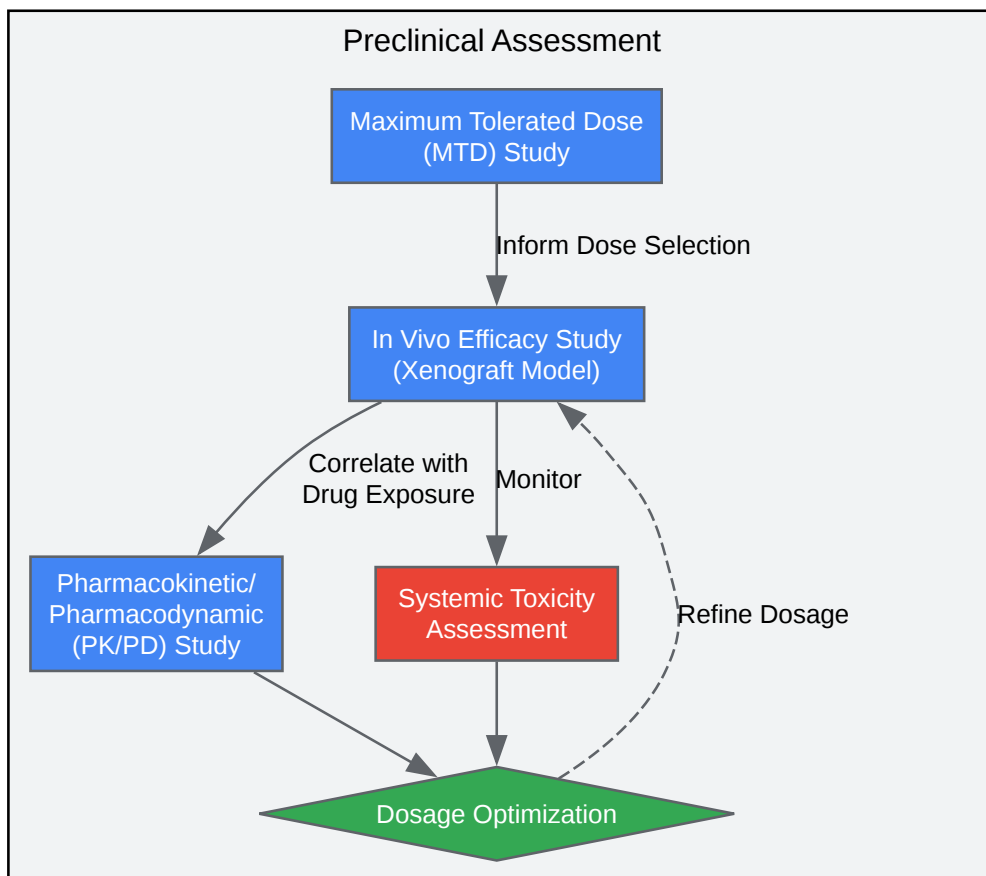 Preclinical Assessment
Maximum Tolerated Dose
(MTD) Study
Inform Dose Selection
In Vivo Efficacy Study
(Xenograft Model)
Correlate with
Drug Exposure
Monitor
Pharmacokinetic/
Pharmacodynamic
(PK/PD) Study
Systemic Toxicity
Assessment
Refine Dosage
Dosage Optimization